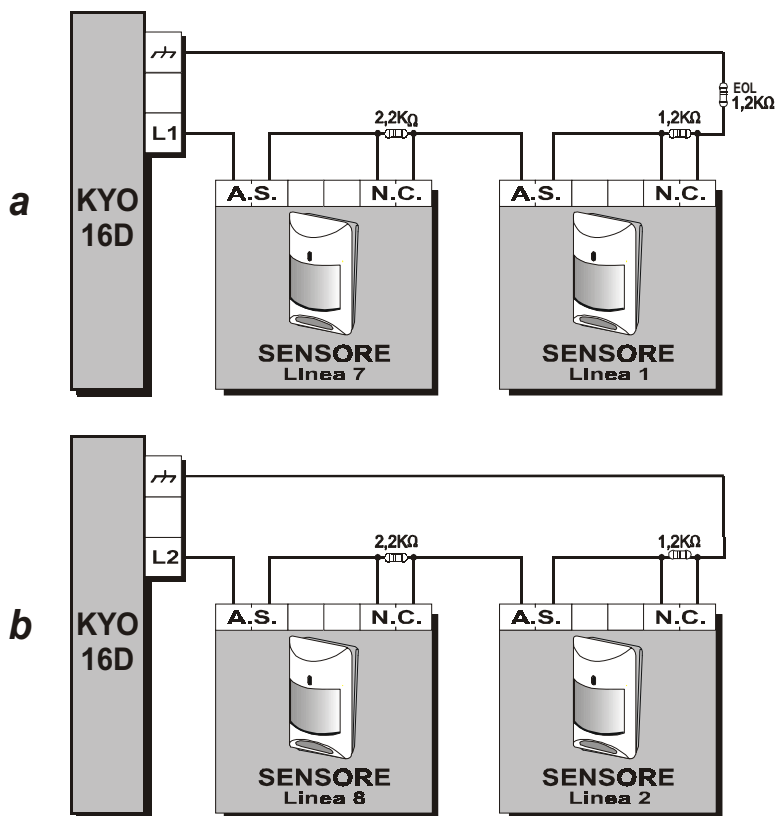 EOL
1,2KΩ
2,2KΩ
1,2KΩ
L1
A.S.
N.C.
A.S.
N.C.
a
KYO
16D
SENSORE
Linea 7
SENSORE
Linea 1
2,2KΩ
1,2KΩ
L2
A.S.
N.C.
A.S.
N.C.
b
KYO
16D
SENSORE
Linea 8
SENSORE
Linea 2